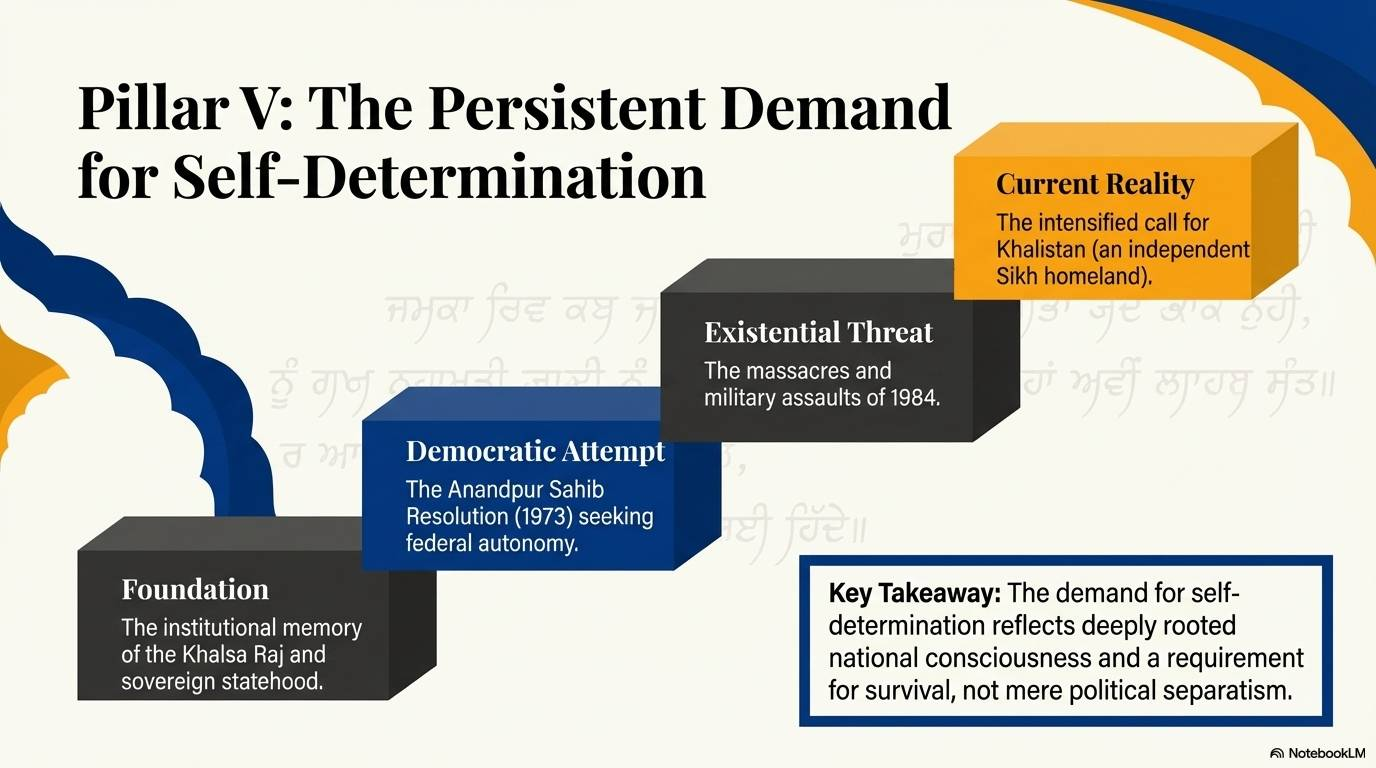 Pillar V: The Persistent Demand
for Self-Determination
Current Reality
The intensified call for
Khalistan (an independent
Sikh homeland).
Existential Threat
The massacres and
military assaults of 1984.
Democratic Attempt
The Anandpur Sahib
Resolution (1973) seeking
federal autonomy.
Foundation
The institutional memory
of the Khalsa Raj and
sovereign statehood.
Key Takeaway: The demand for self-
determination reflects deeply rooted
national consciousness and a requirement
for survival, not mere political separatism.
NotebookLM